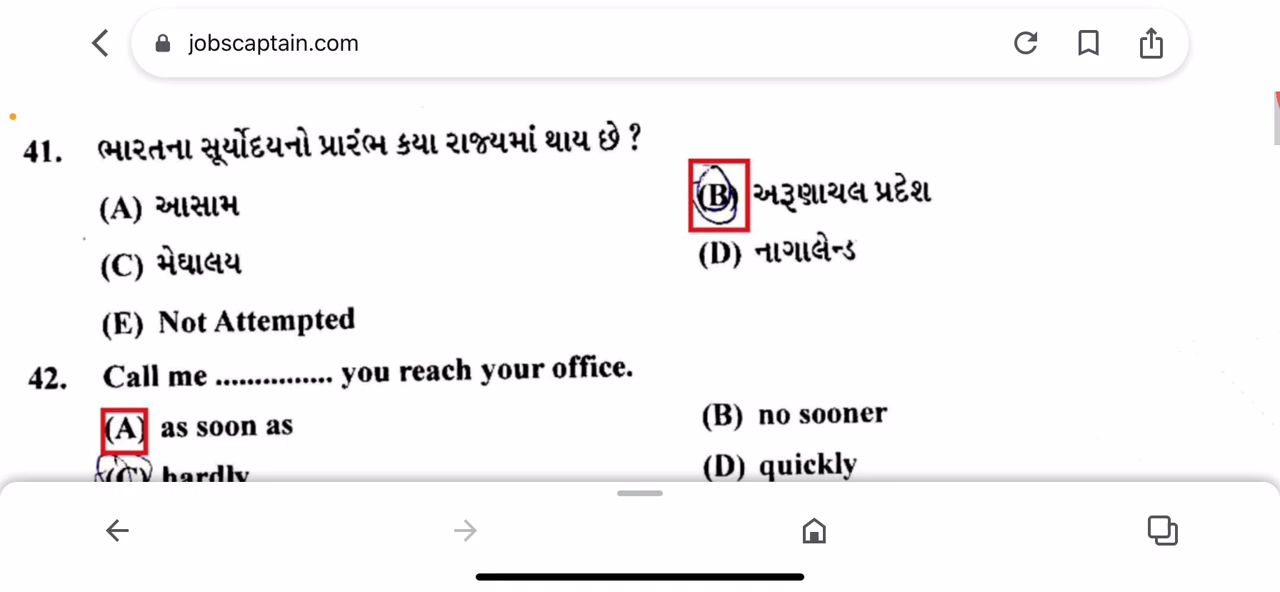 jobscaptain.com
41. ભારતના સૂર્યોદયનો પ્રારંભ કયા રાજ્યમાં થાય છે ?
(A) આસામ
(B) અરૂણાચલ પ્રદેશ
(C) મેઘાલય
(D) નાગાલેન્ડ
(E) Not Attempted
42. Call me ............... you reach your office.
(A) as soon as
(B) no sooner
(C) hardly
(D) quickly